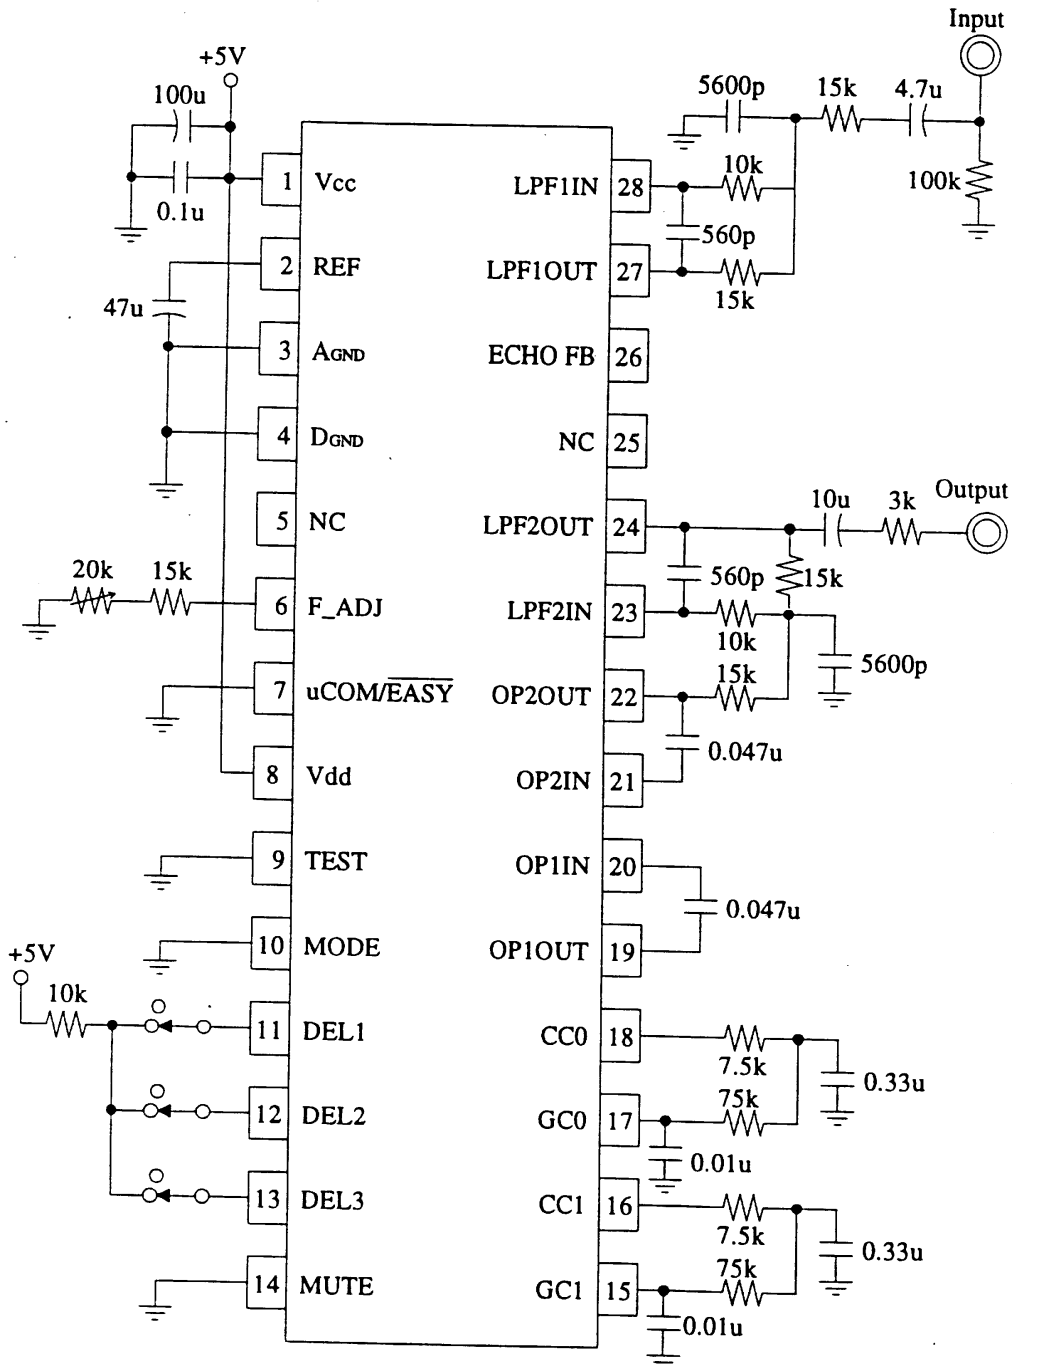 Input
+5V
100u
0.1u
5600p
15k
4.7u
100k
10k
560p
15k
1 Vcc
2 REF
47u
3 AGND
4 DGND
5 NC
20k
15k
6 F_ADJ
7 uCOM/EASY
8 Vdd
9 TEST
10 MODE
+5V
10k
11 DEL1
12 DEL2
13 DEL3
14 MUTE
LPF1IN 28
LPF1OUT 27
ECHO FB 26
NC 25
LPF2OUT 24
10u
3k
Output
560p
15k
LPF2IN 23
10k
5600p
15k
OP2OUT 22
0.047u
OP2IN 21
OP1IN 20
0.047u
OP1OUT 19
CC0 18
7.5k
0.33u
75k
GC0 17
0.01u
CC1 16
7.5k
0.33u
75k
GC1 15
0.01u